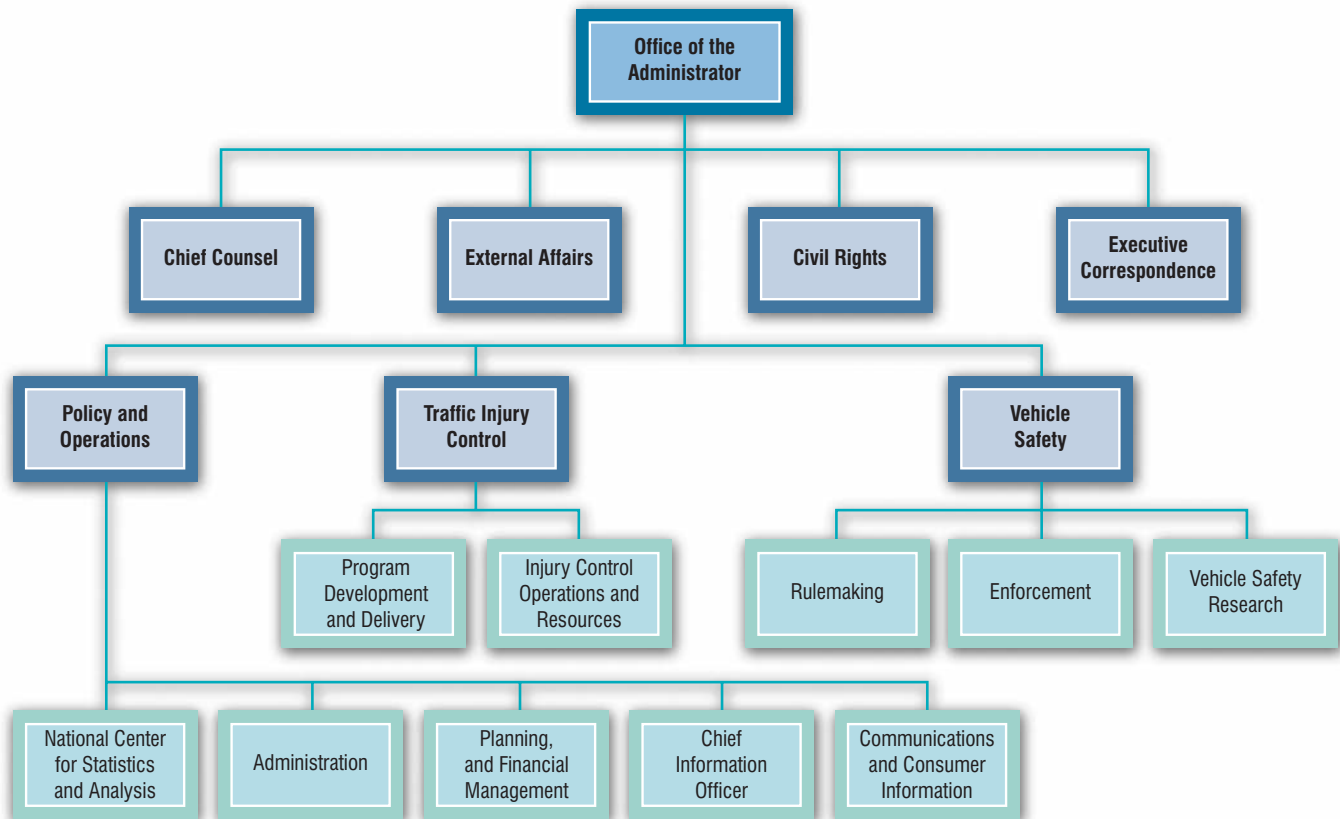 Office of the
Administrator
Chief Counsel
External Affairs
Civil Rights
Executive
Correspondence
Policy and
Operations
Traffic Injury
Control
Vehicle
Safety
Program
Development
and Delivery
Injury Control
Operations and
Resources
Rulemaking
Enforcement
Vehicle Safety
Research
National Center
for Statistics
and Analysis
Administration
Planning,
and Financial
Management
Chief
Information
Officer
Communications
and Consumer
Information